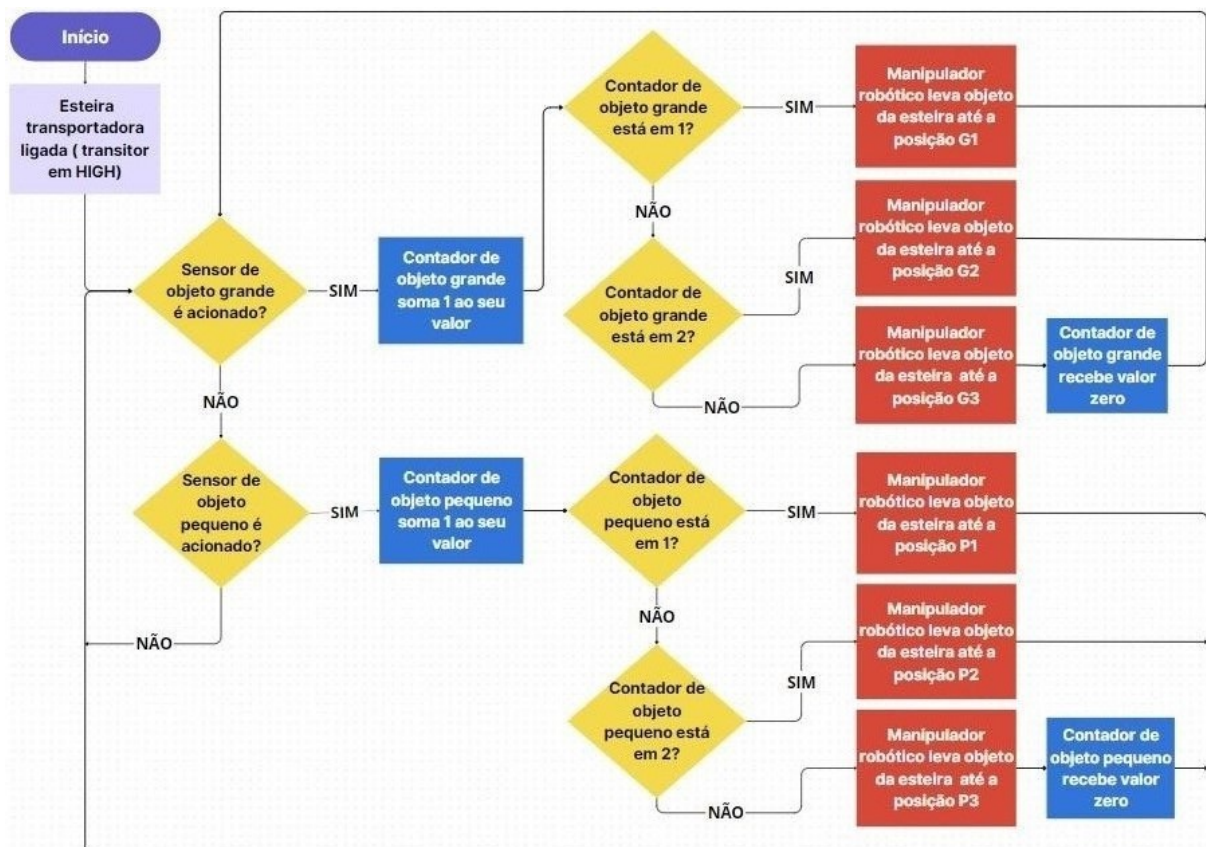 Início
Esteira
transportadora
ligada ( transitor
em HIGH)
Sensor de
objeto grande
é acionado?
SIM
Contador de
objeto grande
soma 1 ao seu
valor
Contador de
objeto grande
está em 1?
SIM
Manipulador
robótico leva objeto
da esteira até a
posição G1
NÃO
Contador de
objeto grande
está em 2?
SIM
Manipulador
robótico leva objeto
da esteira até a
posição G2
NÃO
Manipulador
robótico leva objeto
da esteira até a
posição G3
Contador de
objeto grande
recebe valor
zero
NÃO
Sensor de
objeto
pequeno é
acionado?
SIM
Contador de
objeto pequeno
soma 1 ao seu
valor
Contador de
objeto
pequeno está
em 1?
SIM
Manipulador
robótico leva objeto
da esteira até a
posição P1
NÃO
NÃO
Contador de
objeto
pequeno está
em 2?
SIM
Manipulador
robótico leva objeto
da esteira até a
posição P2
NÃO
Manipulador
robótico leva objeto
da esteira até a
posição P3
Contador de
objeto pequeno
recebe valor
zero